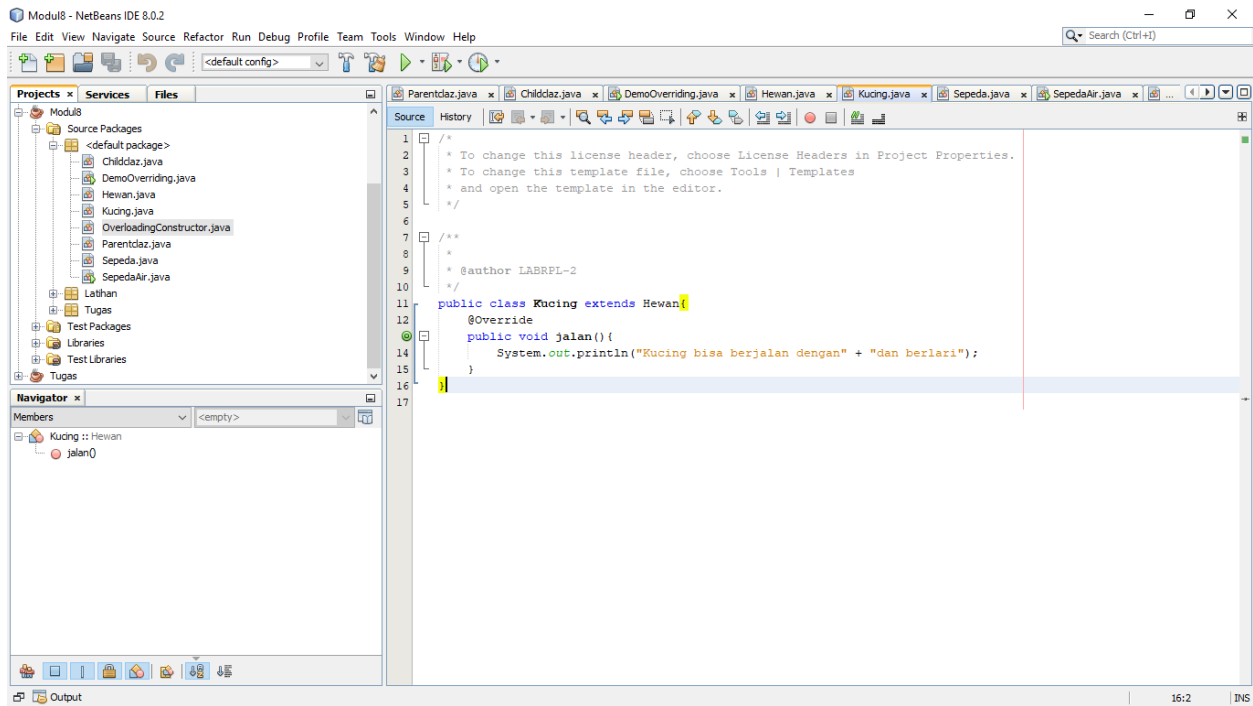 Modul8 - NetBeans IDE 8.0.2
File Edit View Navigate Source Refactor Run Debug Profile Team Tools Window Help
Search (Ctrl+I)
<default config>
Projects Services Files
Modul8
Source Packages
<default package>
Childclaz.java
DemoOverriding.java
Hewan.java
Kucing.java
OverloadingConstructor.java
Parentclaz.java
Sepeda.java
SepedaAir.java
Latihan
Tugas
Test Packages
Libraries
Test Libraries
Tugas
Navigator
Members <empty>
Kucing :: Hewan
jalan()
Parentclaz.java Childclaz.java DemoOverriding.java Hewan.java Kucing.java Sepeda.java SepedaAir.java ...
Source History
1 /*
2 * To change this license header, choose License Headers in Project Properties.
3 * To change this template file, choose Tools | Templates
4 * and open the template in the editor.
5 */
6
7 /**
8 *
9 * @author LABRPL-2
10 */
11 public class Kucing extends Hewan{
12 @Override
public void jalan(){
14 System.out.println("Kucing bisa berjalan dengan" + "dan berlari");
15 }
16 }
17
Output
16:2 INS